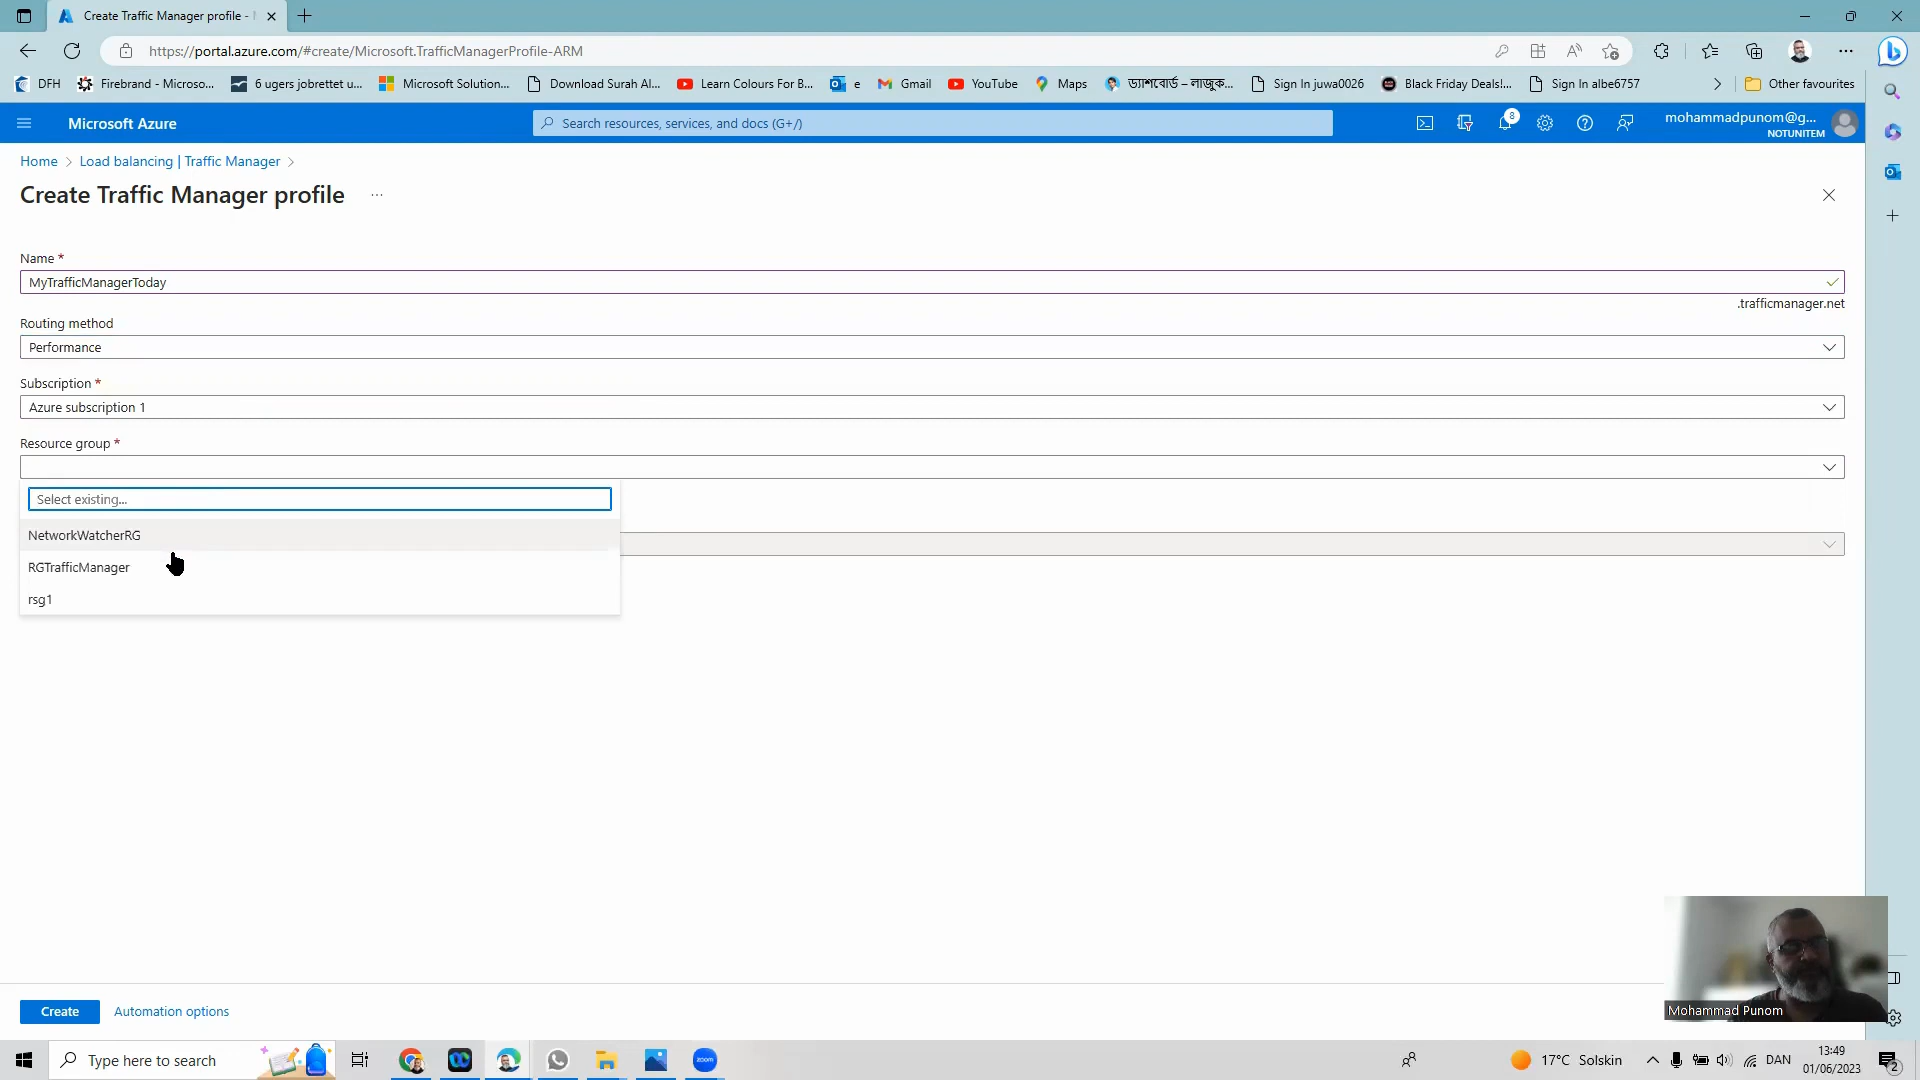 Create Traffic Manager profile -
https://portal.azure.com/#create/Microsoft.TrafficManagerProfile-ARM
DFH
Firebrand - Microso...
6 ugers jobrettet u...
Microsoft Solution...
Download Surah Al...
Learn Colours For B...
e
Gmail
YouTube
Maps
ড্যাশবোর্ড – লাজুক...
Sign In juwa0026
Black Friday Deals!...
Sign In albe6757
Other favourites
Microsoft Azure
Search resources, services, and docs (G+/)
8
mohammadpunom@g...
NOTUNITEM
Home > Load balancing | Traffic Manager >
Create Traffic Manager profile ...
Name *
MyTrafficManagerToday
.trafficmanager.net
Routing method
Performance
Subscription *
Azure subscription 1
Resource group *
Select existing...
NetworkWatcherRG
RGTrafficManager
rsg1
Create
Automation options
Mohammad Punom
Type here to search
zoom
17°C Solskin
DAN
13:49
01/06/2023
2